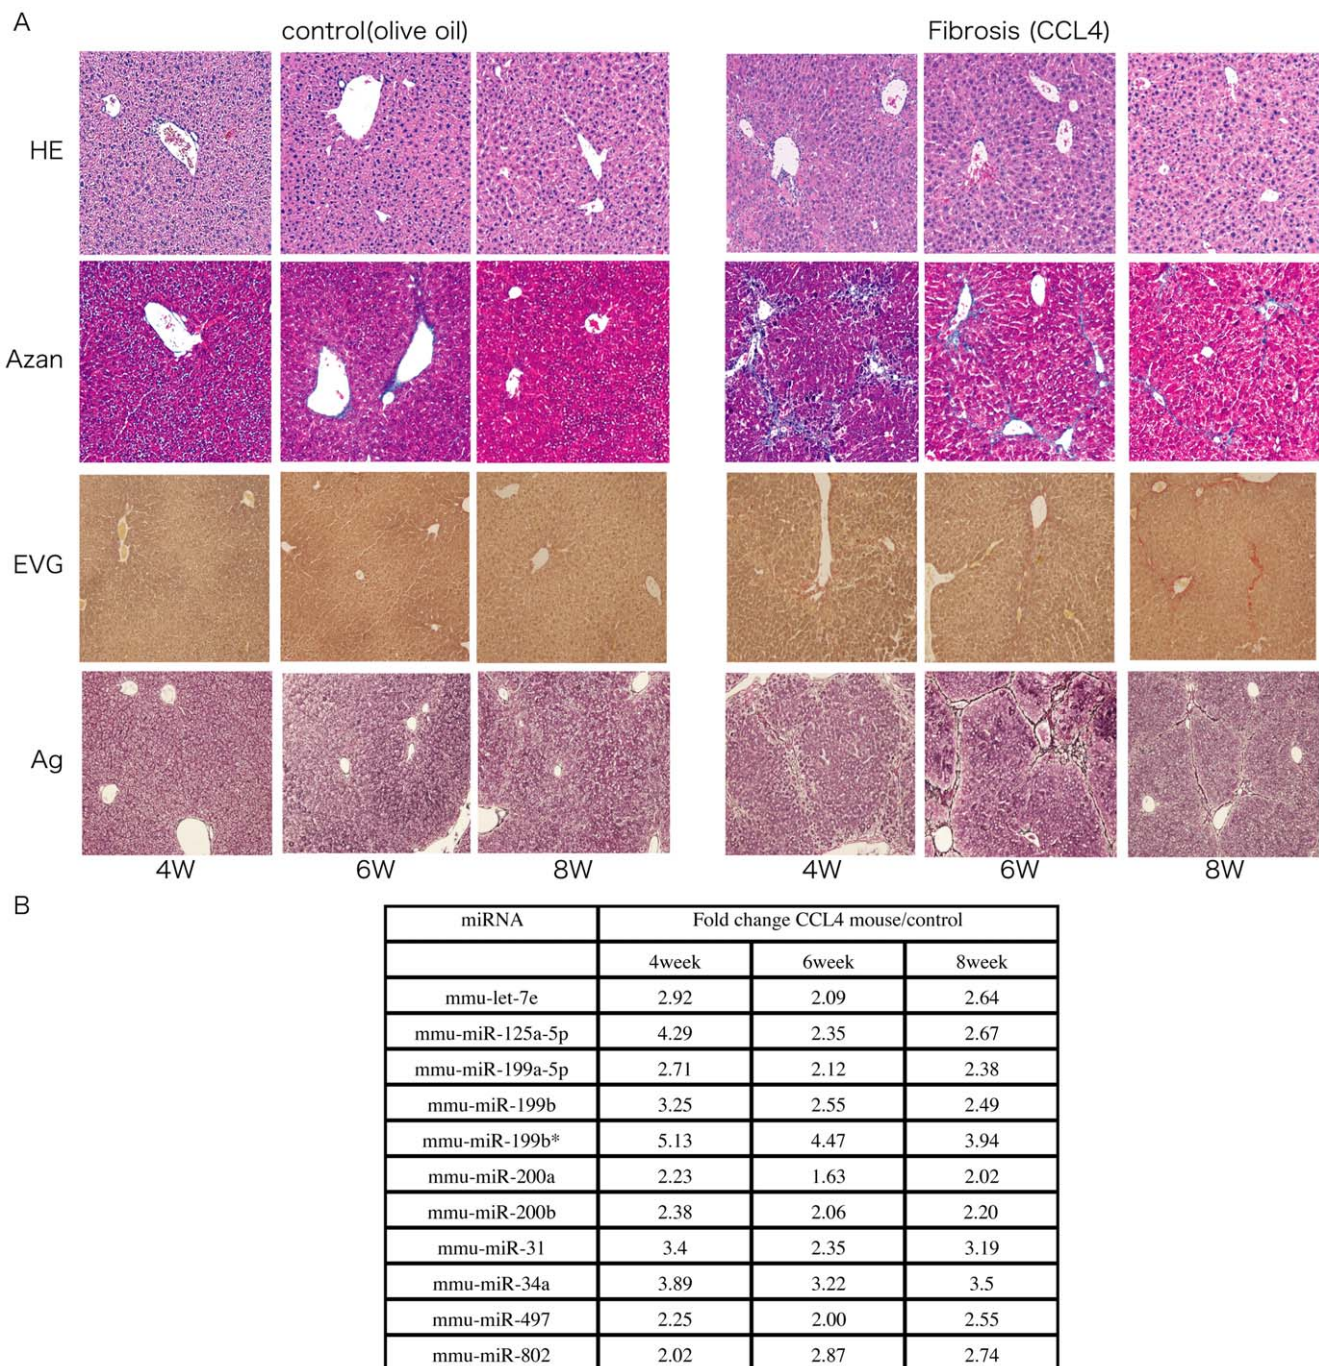 A
control(olive oil)
Fibrosis (CCL4)
HE
Azan
EVG
Ag
4W
6W
8W
4W
6W
8W
B
miRNA Fold change CCL4 mouse/control
4week 6week 8week
mmu-let-7e 2.92 2.09 2.64
mmu-miR-125a-5p 4.29 2.35 2.67
mmu-miR-199a-5p 2.71 2.12 2.38
mmu-miR-199b 3.25 2.55 2.49
mmu-miR-199b* 5.13 4.47 3.94
mmu-miR-200a 2.23 1.63 2.02
mmu-miR-200b 2.38 2.06 2.20
mmu-miR-31 3.4 2.35 3.19
mmu-miR-34a 3.89 3.22 3.5
mmu-miR-497 2.25 2.00 2.55
mmu-miR-802 2.02 2.87 2.74